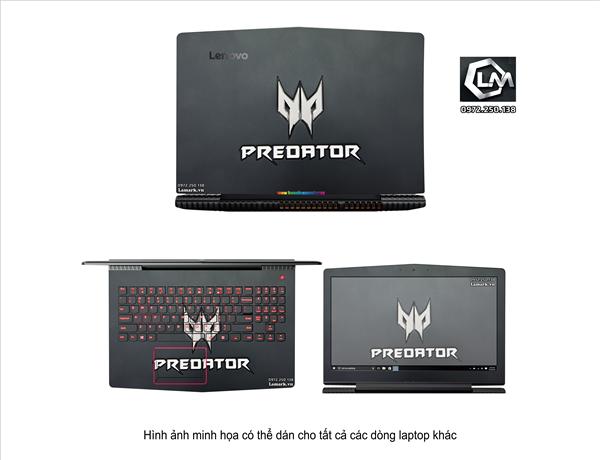 Lenovo
LM
0972.250.138
PREDATOR
0972 250 138
Lamark.vn
PREDATOR
0972 250 138
Lamark.vn
Lamark.vn
PREDATOR
Hình ảnh minh họa có thể dán cho tất cả các dòng laptop khác